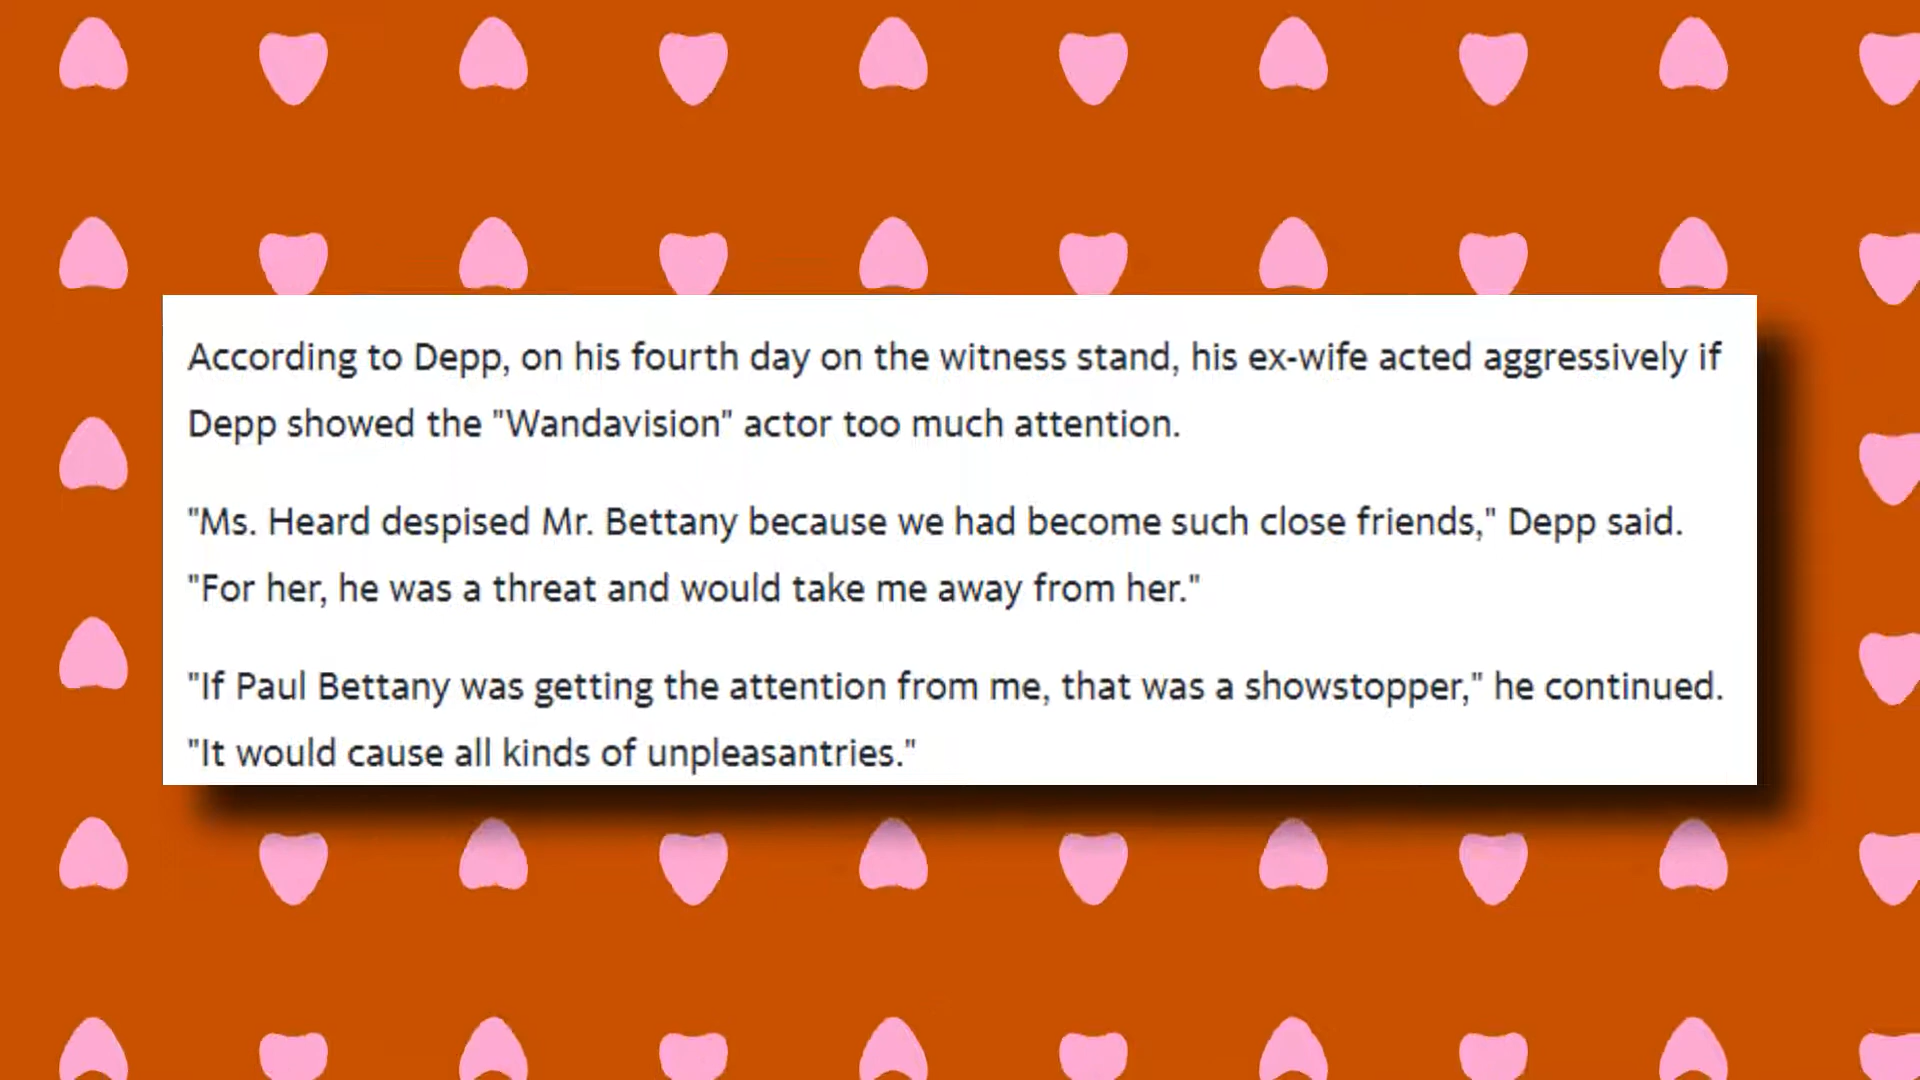 According to Depp, on his fourth day on the witness stand, his ex-wife acted aggressively if
Depp showed the "Wandavision" actor too much attention.
"Ms. Heard despised Mr. Bettany because we had become such close friends," Depp said.
"For her, he was a threat and would take me away from her."
"If Paul Bettany was getting the attention from me, that was a showstopper," he continued.
"It would cause all kinds of unpleasantries."